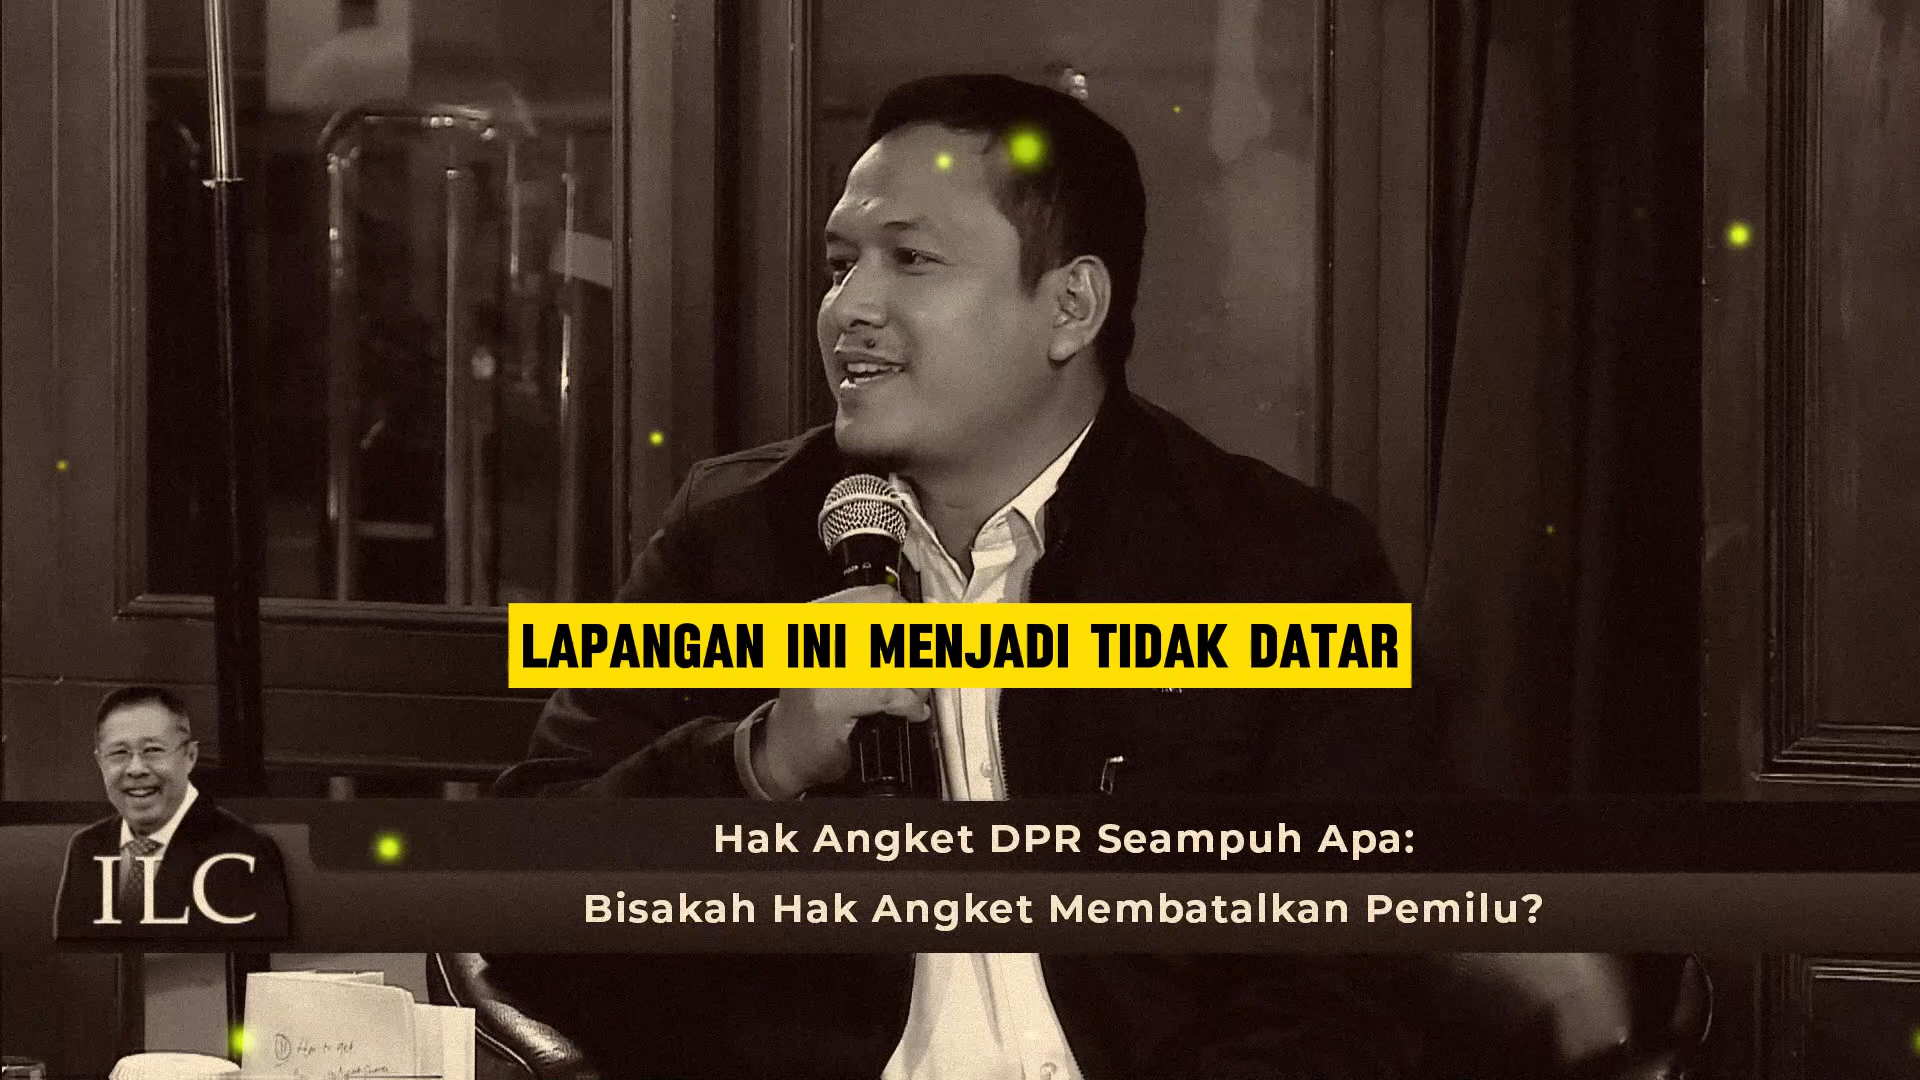 LAPANGAN INI MENJADI TIDAK DATAR
ILC
Hak Angket DPR Seampuh Apa:
Bisakah Hak Angket Membatalkan Pemilu?